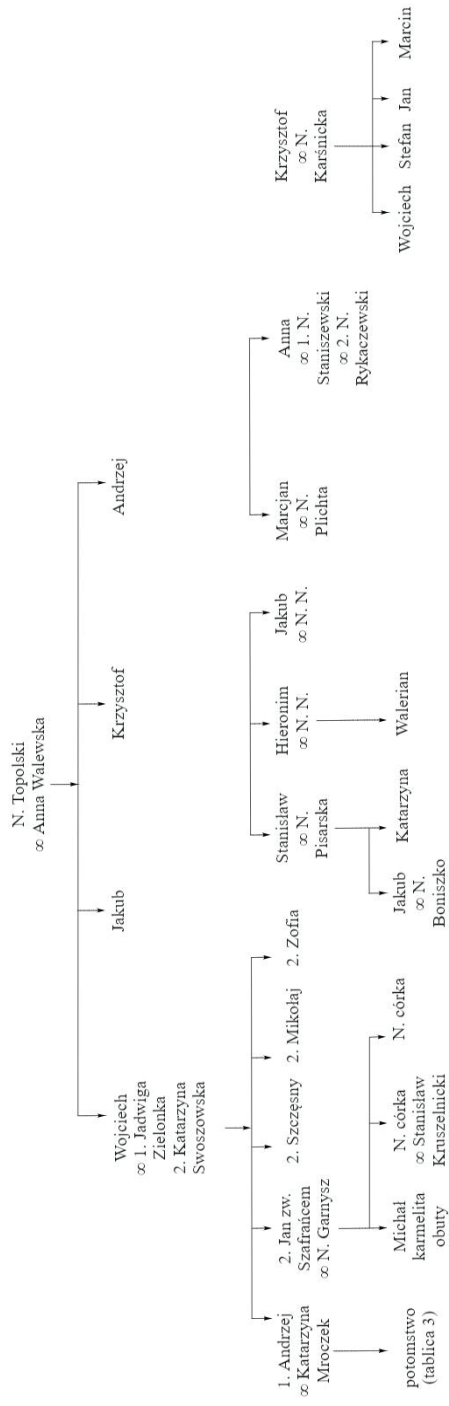 N. Topolski
∞ Anna Walewska
Wojciech
∞ 1. Jadwiga
Zielonka
2. Katarzyna
Swoszowska
Jakub
Krzysztof
Andrzej
1. Andrzej
∞ Katarzyna
Mroczek
2. Jan zw.
Szafrańcem
∞ N. Garnysz
2. Szczęsny
2. Mikołaj
2. Zofia
Stanisław
∞ N.
Pisarska
Hieronim
∞ N. N.
Jakub
∞ N. N.
Marcjan
∞ N.
Plichta
Anna
∞ 1. N.
Staniszewski
∞ 2. N.
Rykaczewski
Krzysztof
∞ N.
Karśnicka
potomstwo
(tablica 3)
Michał
karmelita
obuty
N. córka
∞ Stanisław
Kruszelnicki
N. córka
Jakub
∞ N.
Boniszko
Katarzyna
Walerian
Wojciech
Stefan
Jan
Marcin